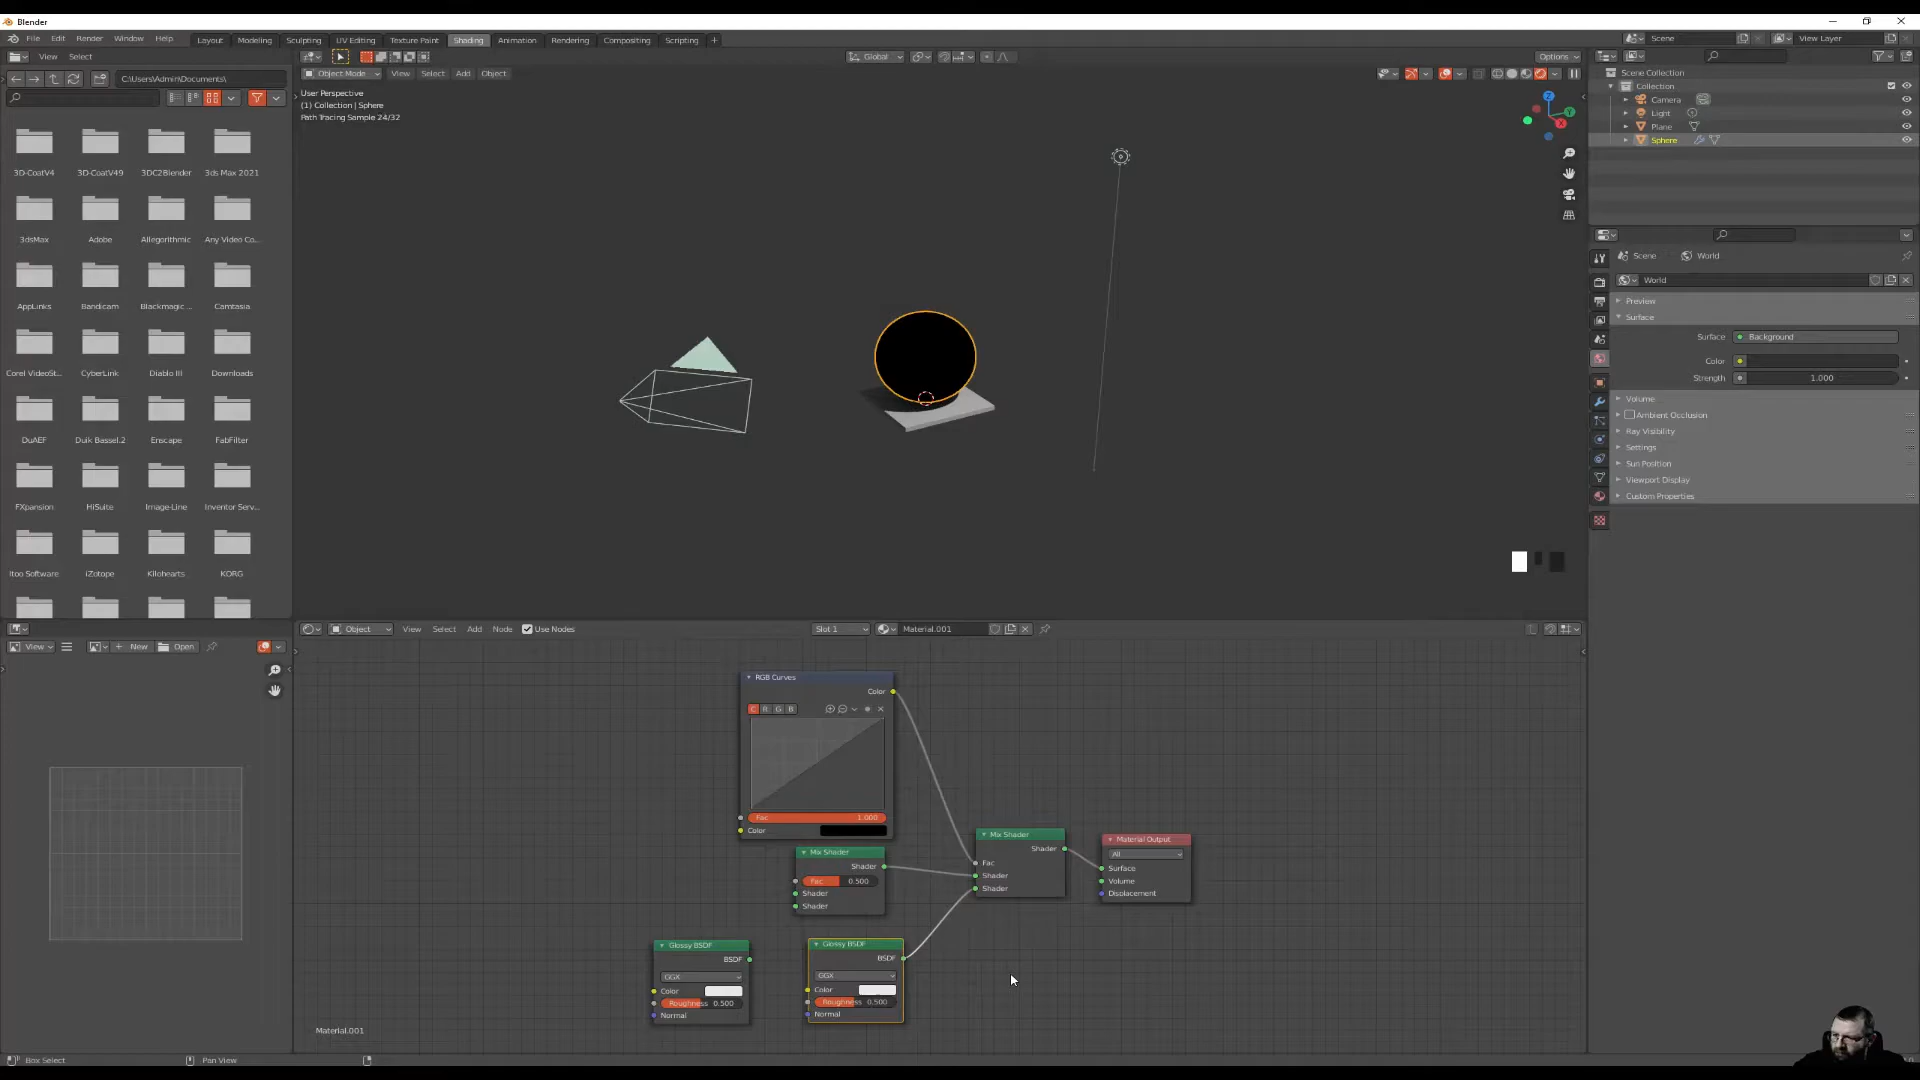 Blender
File Edit Render Window Help
Layout Modeling Sculpting UV Editing Texture Paint Shading Animation Rendering Compositing Scripting +
Scene
View Layer
View Select
Global
Options
C:\Users\Admin\Documents\
Object Mode View Select Add Object
User Perspective
(1) Collection | Sphere
Path Tracing Sample 24/32
Z
Y
X
3D-CoatV4 3D-CoatV49 3DC2Blender 3ds Max 2021
3dsMax Adobe Allegorithmic Any Video Co...
AppLinks Bandicam Blackmagic ... Camtasia
Corel VideoSt... CyberLink Diablo III Downloads
DuAEF Duik Bassel.2 Enscape FabFilter
FXpansion HiSuite Image-Line Inventor Serv...
Itoo Software iZotope Kilohearts KORG
Scene Collection
Collection
Camera
Light
Plane
Sphere
Scene World
World
Preview
Surface
Surface Background
Color
Strength 1.000
Volume
Ambient Occlusion
Ray Visibility
Settings
Sun Position
Viewport Display
Custom Properties
View New Open
Object View Select Add Node Use Nodes
Slot 1 Material.001
RGB Curves
Color
C R G B
Fac 1.000
Color
Mix Shader
Shader
Fac 0.500
Shader
Shader
Mix Shader
Shader
Fac
Shader
Shader
Material Output
All
Surface
Volume
Displacement
Glossy BSDF
BSDF
GGX
Color
Roughness 0.500
Normal
Glossy BSDF
BSDF
GGX
Color
Roughness 0.500
Normal
Material.001
Box Select Pan View